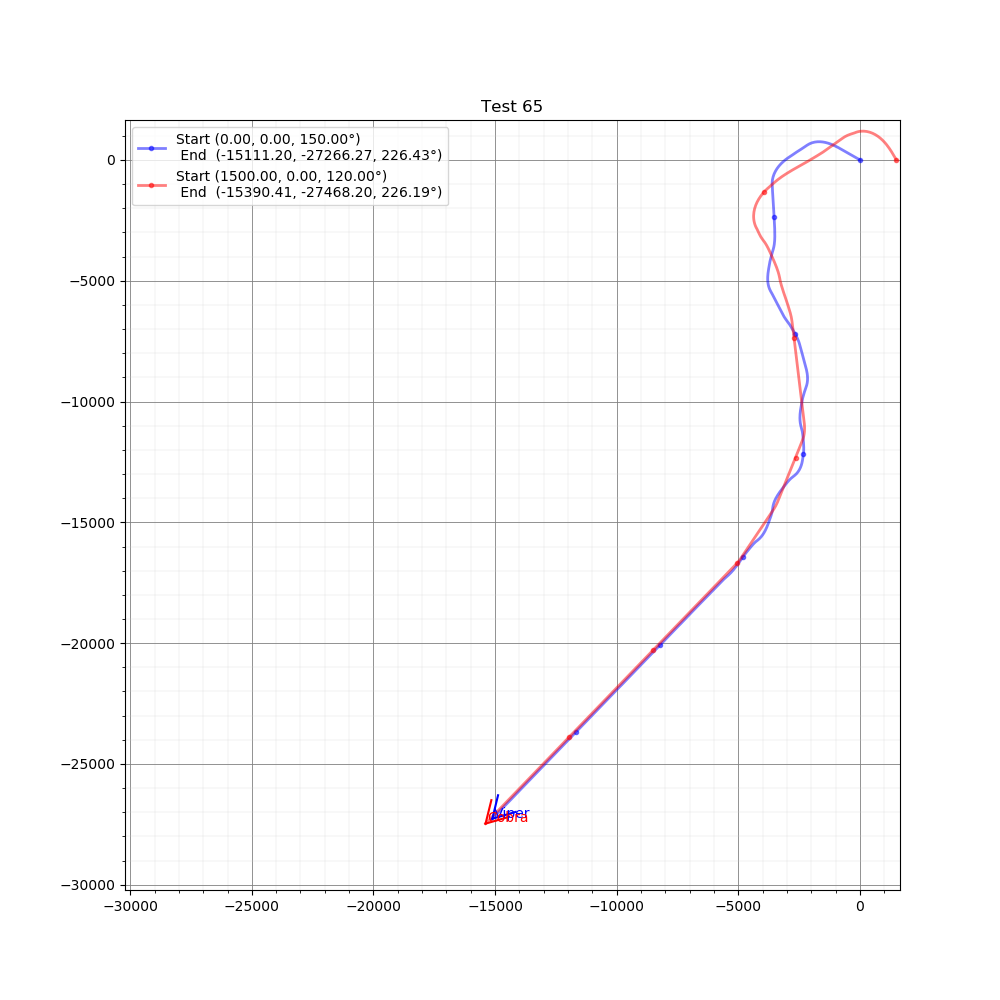 Test 65
Start (0.00, 0.00, 150.00°)
End (-15111.20, -27266.27, 226.43°)
Start (1500.00, 0.00, 120.00°)
End (-15390.41, -27468.20, 226.19°)
0
−5000
−10000
−15000
−20000
−25000
−30000
Viper
Cobra
−30000 −25000 −20000 −15000 −10000 −5000 0